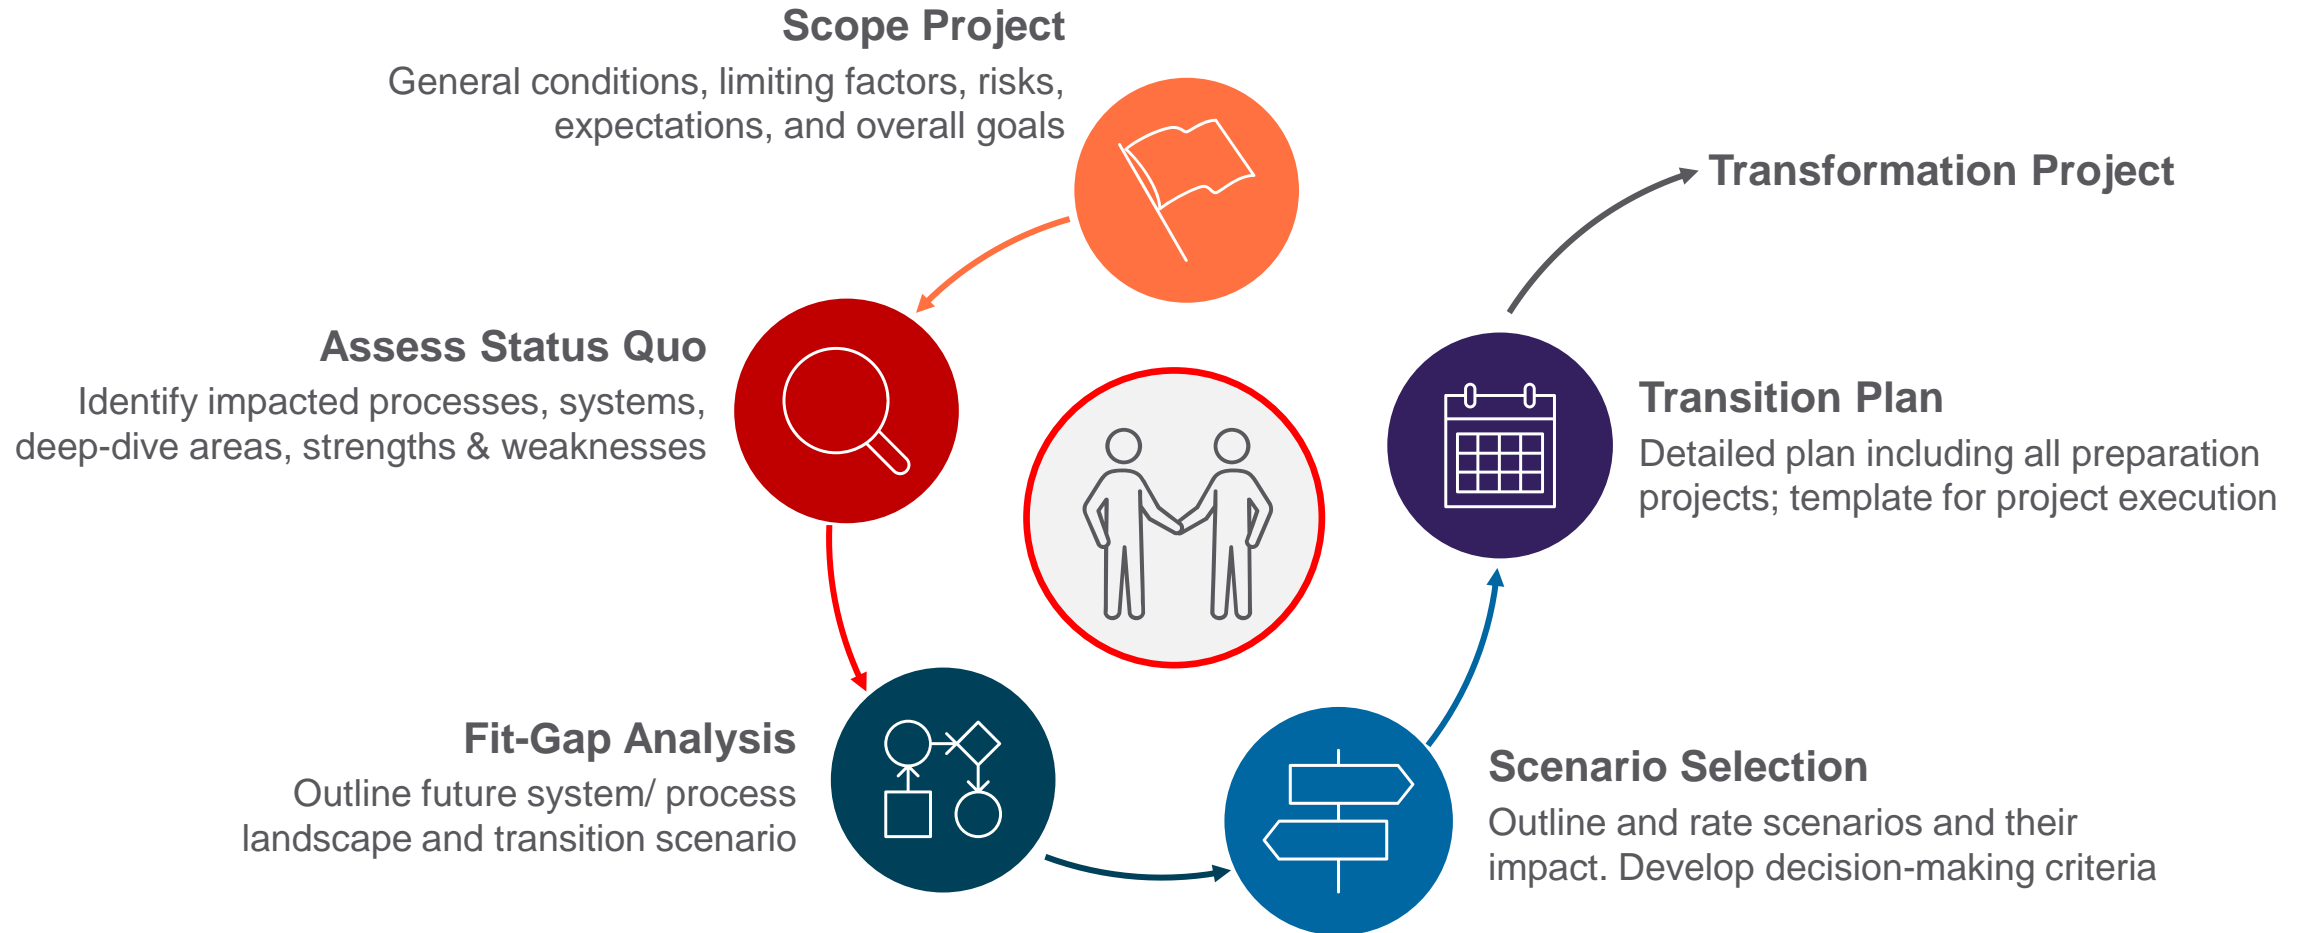 Scope Project
General conditions, limiting factors, risks,
expectations, and overall goals
Assess Status Quo
Identify impacted processes, systems,
deep-dive areas, strengths & weaknesses
Fit-Gap Analysis
Outline future system/ process
landscape and transition scenario
Scenario Selection
Outline and rate scenarios and their
impact. Develop decision-making criteria
Transition Plan
Detailed plan including all preparation
projects; template for project execution
Transformation Project